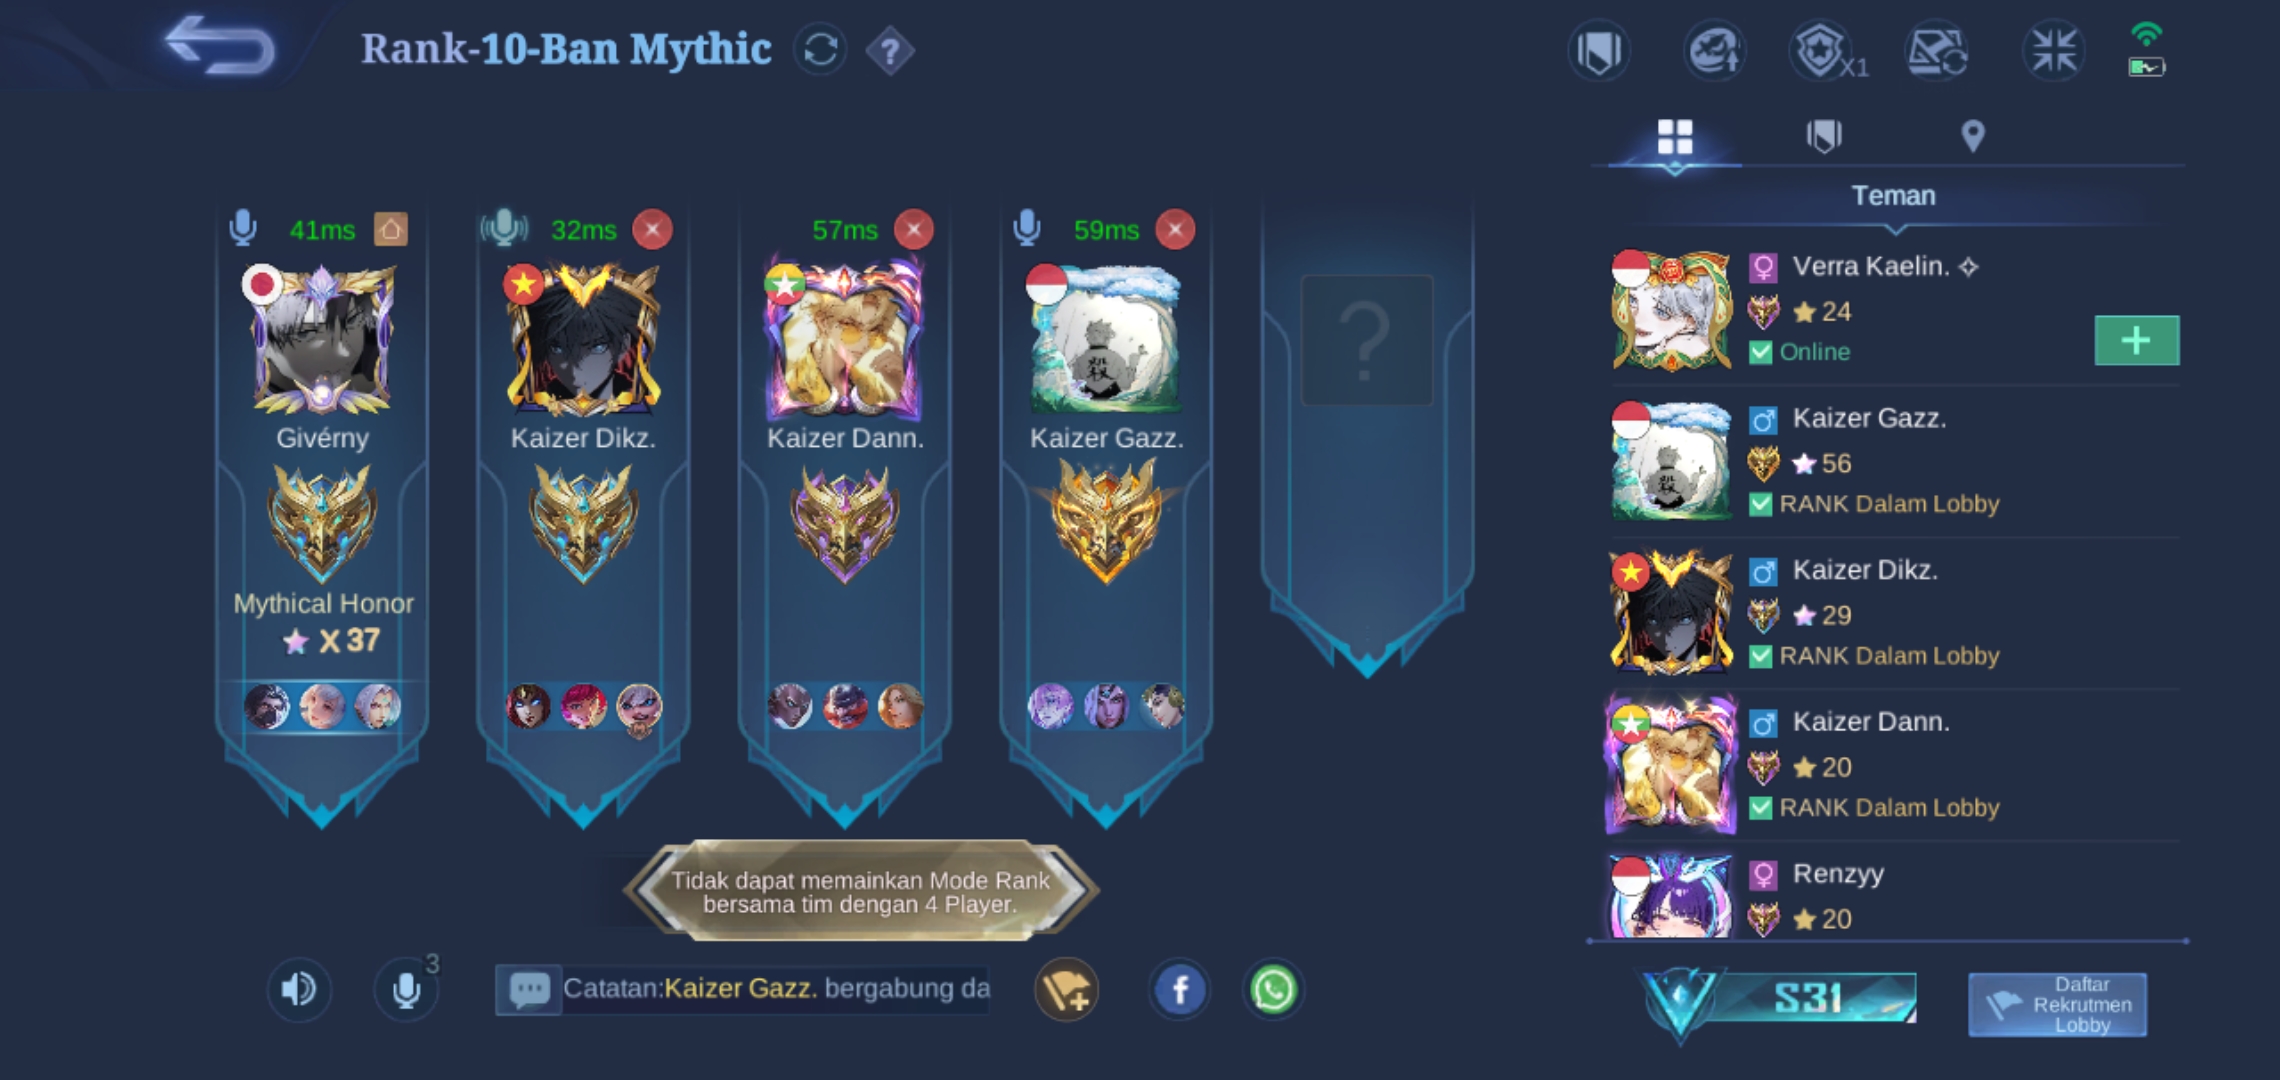 Rank-10-Ban Mythic
?
X1
Teman
41ms
32ms
57ms
59ms
Givérny
Kaizer Dikz.
Kaizer Dann.
Kaizer Gazz.
?
Mythical Honor
X 37
Verra Kaelin. ✧
24
Online
+
Kaizer Gazz.
56
RANK Dalam Lobby
Kaizer Dikz.
29
RANK Dalam Lobby
Kaizer Dann.
20
RANK Dalam Lobby
Renzyy
20
Tidak dapat memainkan Mode Rank
bersama tim dengan 4 Player.
3
Catatan:Kaizer Gazz. bergabung da
S31
Daftar
Rekrutmen
Lobby